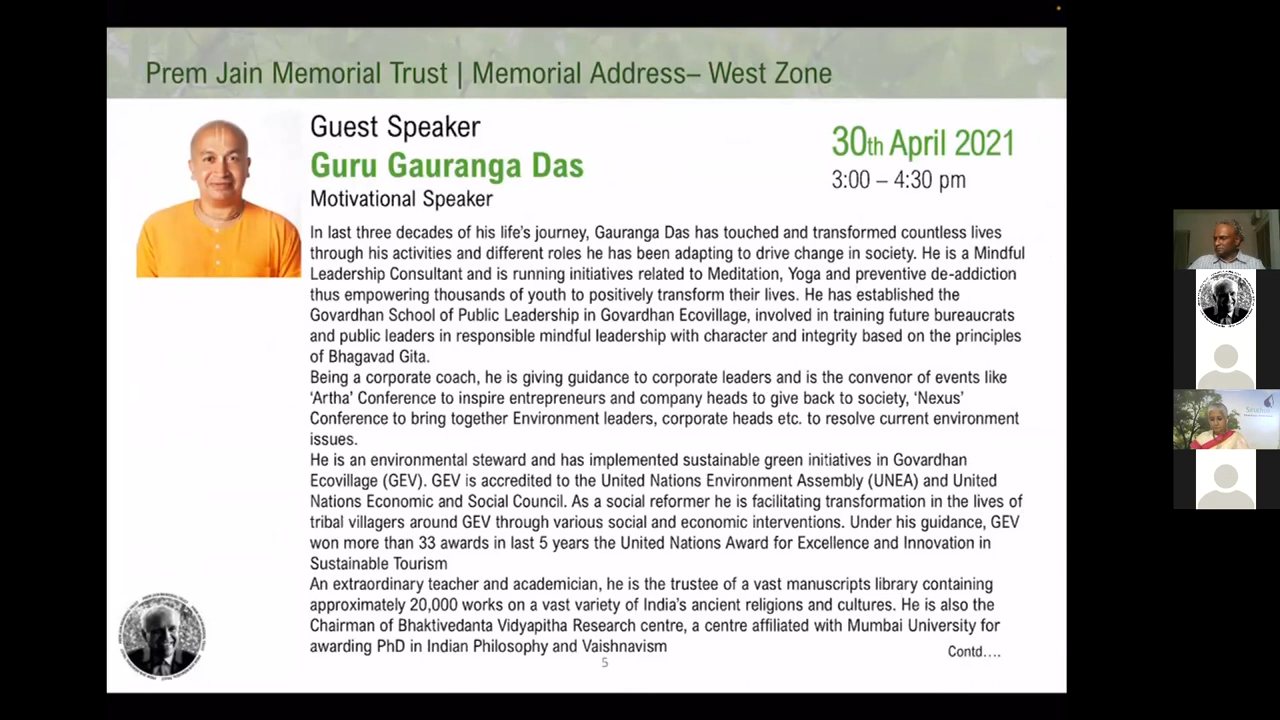 Prem Jain Memorial Trust | Memorial Address– West Zone
Guest Speaker
Guru Gauranga Das
Motivational Speaker
30th April 2021
3:00 – 4:30 pm
In last three decades of his life's journey, Gauranga Das has touched and transformed countless lives
through his activities and different roles he has been adapting to drive change in society. He is a Mindful
Leadership Consultant and is running initiatives related to Meditation, Yoga and preventive de-addiction
thus empowering thousands of youth to positively transform their lives. He has established the
Govardhan School of Public Leadership in Govardhan Ecovillage, involved in training future bureaucrats
and public leaders in responsible mindful leadership with character and integrity based on the principles
of Bhagavad Gita.
Being a corporate coach, he is giving guidance to corporate leaders and is the convenor of events like
‘Artha’ Conference to inspire entrepreneurs and company heads to give back to society, ‘Nexus’
Conference to bring together Environment leaders, corporate heads etc. to resolve current environment
issues.
He is an environmental steward and has implemented sustainable green initiatives in Govardhan
Ecovillage (GEV). GEV is accredited to the United Nations Environment Assembly (UNEA) and United
Nations Economic and Social Council. As a social reformer he is facilitating transformation in the lives of
tribal villagers around GEV through various social and economic interventions. Under his guidance, GEV
won more than 33 awards in last 5 years the United Nations Award for Excellence and Innovation in
Sustainable Tourism
An extraordinary teacher and academician, he is the trustee of a vast manuscripts library containing
approximately 20,000 works on a vast variety of India's ancient religions and cultures. He is also the
Chairman of Bhaktivedanta Vidyapitha Research centre, a centre affiliated with Mumbai University for
awarding PhD in Indian Philosophy and Vaishnavism
Contd....
5